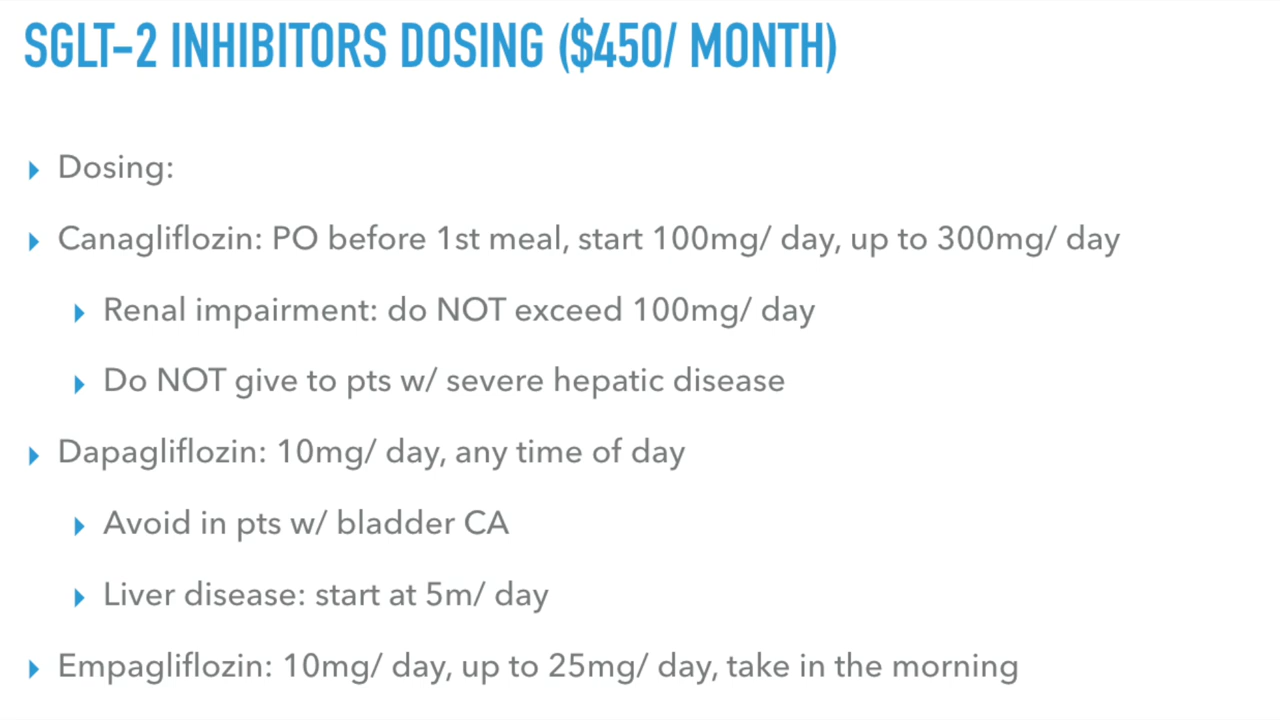 SGLT-2 INHIBITORS DOSING ($450/ MONTH)
Dosing:
Canagliflozin: PO before 1st meal, start 100mg/ day, up to 300mg/ day
Renal impairment: do NOT exceed 100mg/ day
Do NOT give to pts w/ severe hepatic disease
Dapagliflozin: 10mg/ day, any time of day
Avoid in pts w/ bladder CA
Liver disease: start at 5m/ day
Empagliflozin: 10mg/ day, up to 25mg/ day, take in the morning